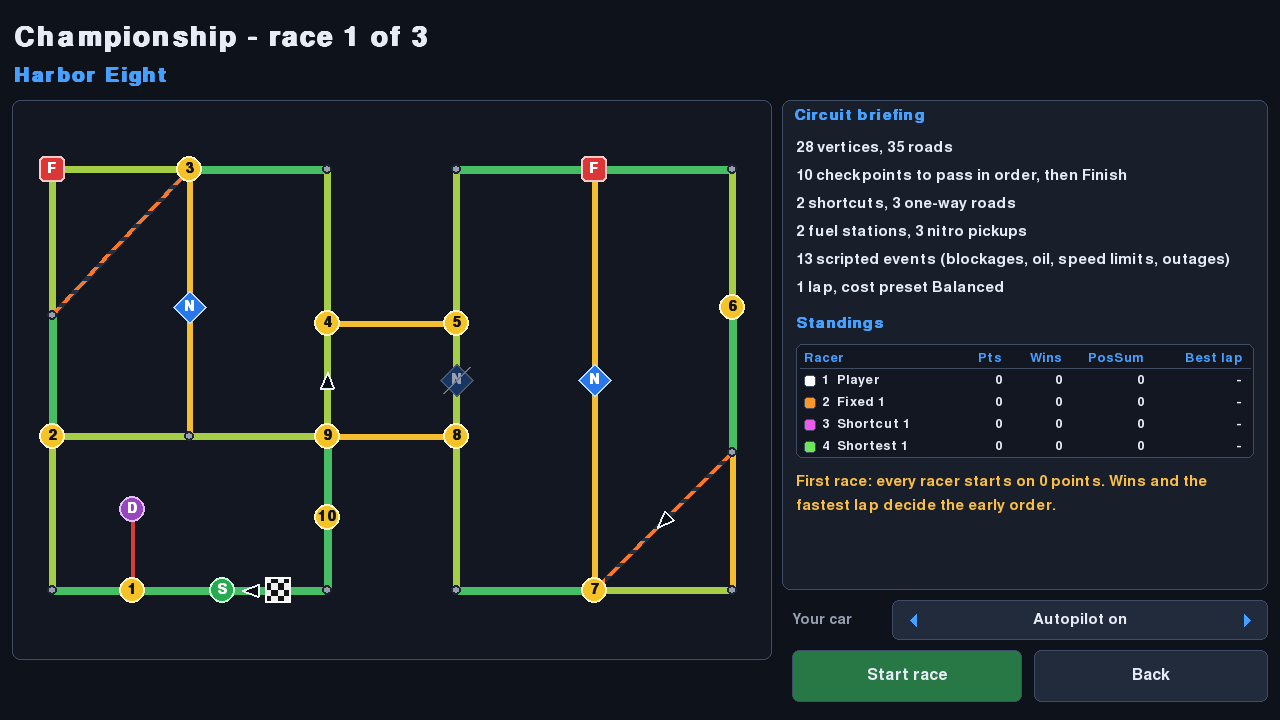 Championship - race 1 of 3
Harbor Eight
F
3
F
N
6
4
5
N
N
2
9
8
D
10
1
S
7
Circuit briefing
28 vertices, 35 roads
10 checkpoints to pass in order, then Finish
2 shortcuts, 3 one-way roads
2 fuel stations, 3 nitro pickups
13 scripted events (blockages, oil, speed limits, outages)
1 lap, cost preset Balanced
Standings
Racer Pts Wins PosSum Best lap
1 Player 0 0 0 -
2 Fixed 1 0 0 0 -
3 Shortcut 1 0 0 0 -
4 Shortest 1 0 0 0 -
First race: every racer starts on 0 points. Wins and the
fastest lap decide the early order.
Your car
Autopilot on
Start race
Back